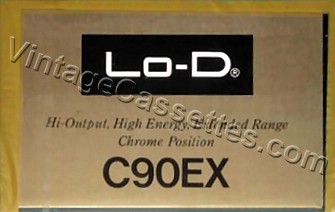 Lo-D®
Hi-Output, High Energy, Extended Range
Chrome Position
C90EX
VintageCassettes.com